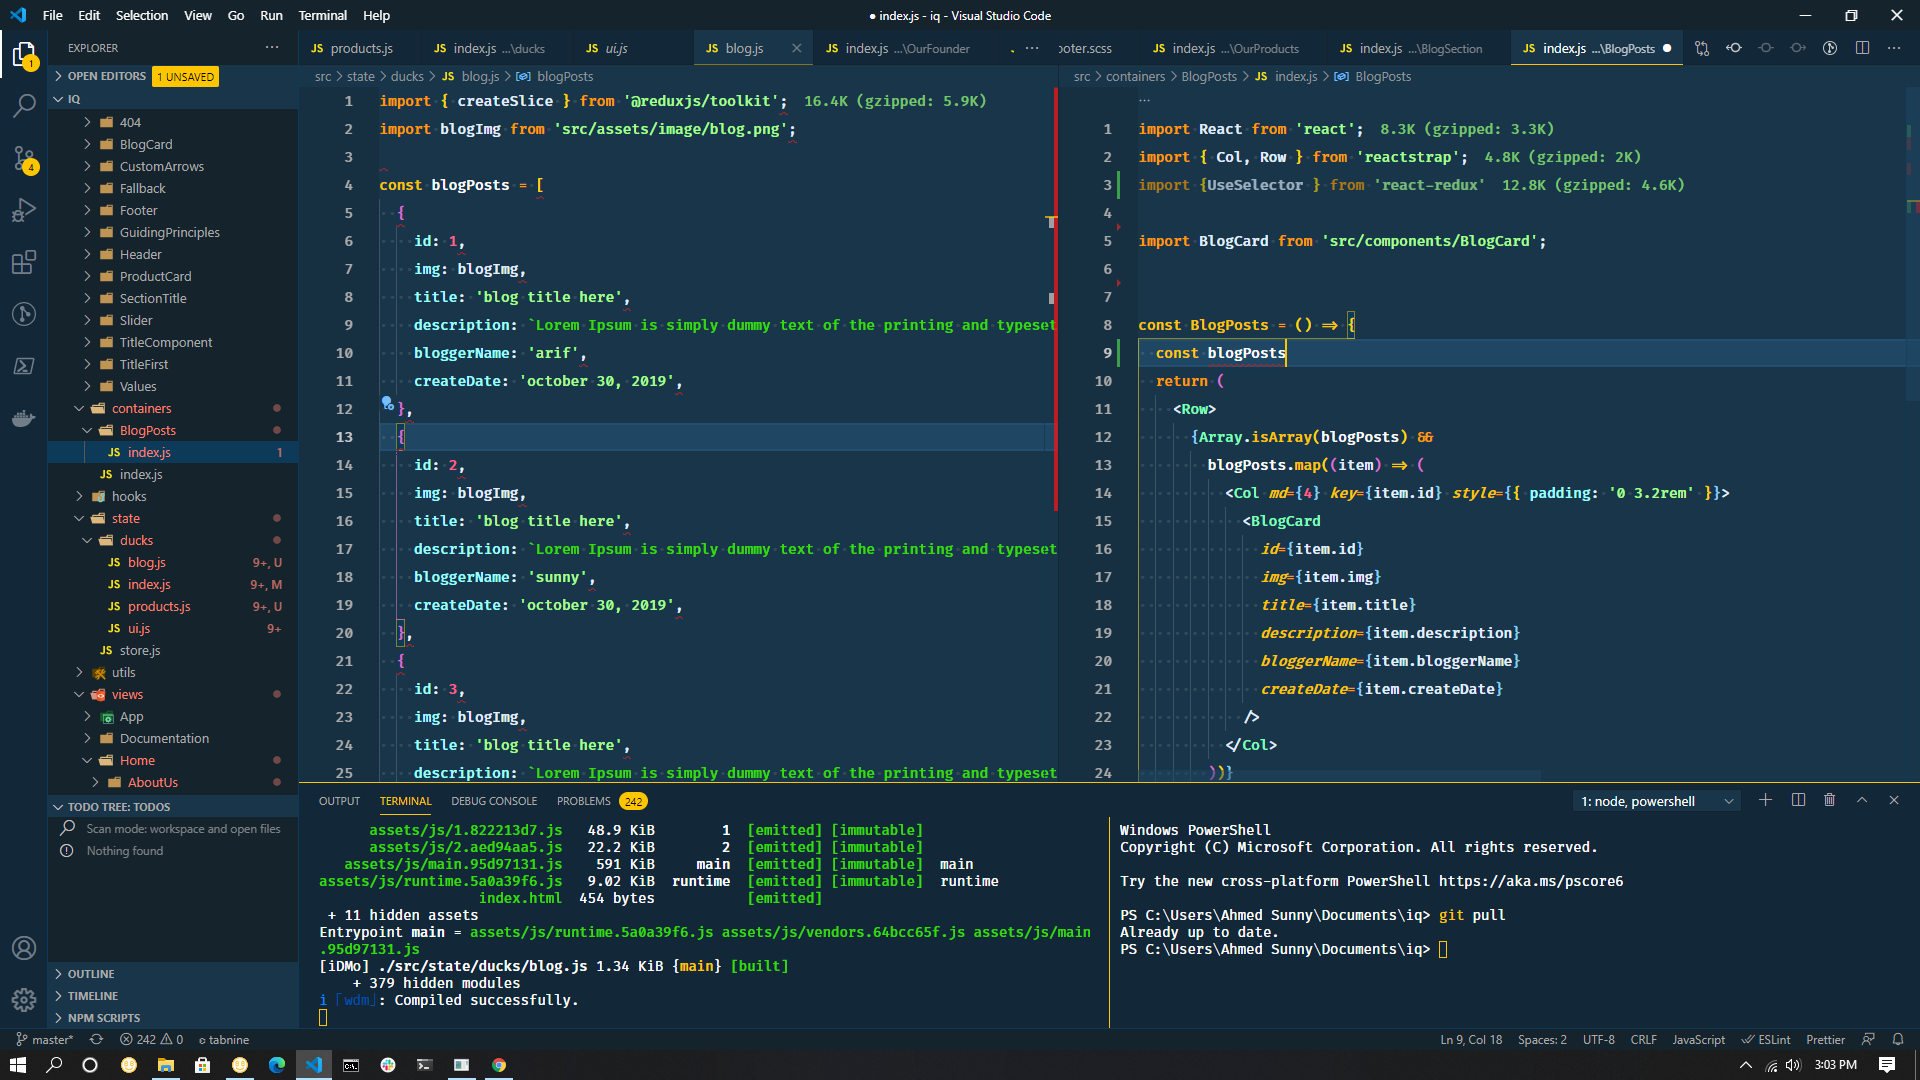 File Edit Selection View Go Run Terminal Help
● index.js - iq - Visual Studio Code
EXPLORER
OPEN EDITORS 1 UNSAVED
IQ
404
BlogCard
CustomArrows
Fallback
Footer
GuidingPrinciples
Header
ProductCard
SectionTitle
Slider
TitleComponent
TitleFirst
Values
containers
BlogPosts
JS index.js 1
JS index.js
hooks
state
ducks
JS blog.js 9+, U
JS index.js 9+, M
JS products.js 9+, U
JS ui.js 9+
JS store.js
utils
views
App
Documentation
Home
AboutUs
TODO TREE: TODOS
Scan mode: workspace and open files
Nothing found
OUTLINE
TIMELINE
NPM SCRIPTS
JS products.js JS index.js ...\ducks JS ui.js JS blog.js JS index.js ...\OurFounder
src > state > ducks > JS blog.js > blogPosts
1 import { createSlice } from '@reduxjs/toolkit'; 16.4K (gzipped: 5.9K)
2 import blogImg from 'src/assets/image/blog.png';
3
4 const blogPosts = [
5 {
6 id: 1,
7 img: blogImg,
8 title: 'blog title here',
9 description: `Lorem Ipsum is simply dummy text of the printing and typeset
10 bloggerName: 'arif',
11 createDate: 'october 30, 2019',
12 },
13 {
14 id: 2,
15 img: blogImg,
16 title: 'blog title here',
17 description: `Lorem Ipsum is simply dummy text of the printing and typeset
18 bloggerName: 'sunny',
19 createDate: 'october 30, 2019',
20 },
21 {
22 id: 3,
23 img: blogImg,
24 title: 'blog title here',
25 description: `Lorem Ipsum is simply dummy text of the printing and typeset
ooter.scss JS index.js ...\OurProducts JS index.js ...\BlogSection JS index.js ...\BlogPosts ●
src > containers > BlogPosts > JS index.js > BlogPosts
...
1 import React from 'react'; 8.3K (gzipped: 3.3K)
2 import { Col, Row } from 'reactstrap'; 4.8K (gzipped: 2K)
3 import {UseSelector } from 'react-redux' 12.8K (gzipped: 4.6K)
4
5 import BlogCard from 'src/components/BlogCard';
6
7
8 const BlogPosts = () => {
9 const blogPosts
10 return (
11 <Row>
12 {Array.isArray(blogPosts) &&
13 blogPosts.map((item) => (
14 <Col md={4} key={item.id} style={{ padding: '0 3.2rem' }}>
15 <BlogCard
16 id={item.id}
17 img={item.img}
18 title={item.title}
19 description={item.description}
20 bloggerName={item.bloggerName}
21 createDate={item.createDate}
22 />
23 </Col>
24 ))}
OUTPUT TERMINAL DEBUG CONSOLE PROBLEMS 242
1: node, powershell
assets/js/1.822213d7.js 48.9 KiB 1 [emitted] [immutable]
assets/js/2.aed94aa5.js 22.2 KiB 2 [emitted] [immutable]
assets/js/main.95d97131.js 591 KiB main [emitted] [immutable] main
assets/js/runtime.5a0a39f6.js 9.02 KiB runtime [emitted] [immutable] runtime
index.html 454 bytes [emitted]
+ 11 hidden assets
Entrypoint main = assets/js/runtime.5a0a39f6.js assets/js/vendors.64bcc65f.js assets/js/main
.95d97131.js
[iDMo] ./src/state/ducks/blog.js 1.34 KiB {main} [built]
+ 379 hidden modules
i ｢wdm｣: Compiled successfully.
Windows PowerShell
Copyright (C) Microsoft Corporation. All rights reserved.
Try the new cross-platform PowerShell https://aka.ms/pscore6
PS C:\Users\Ahmed Sunny\Documents\iq> git pull
Already up to date.
PS C:\Users\Ahmed Sunny\Documents\iq>
master* 242 0 tabnine
Ln 9, Col 18 Spaces: 2 UTF-8 CRLF JavaScript ESLint Prettier
3:03 PM